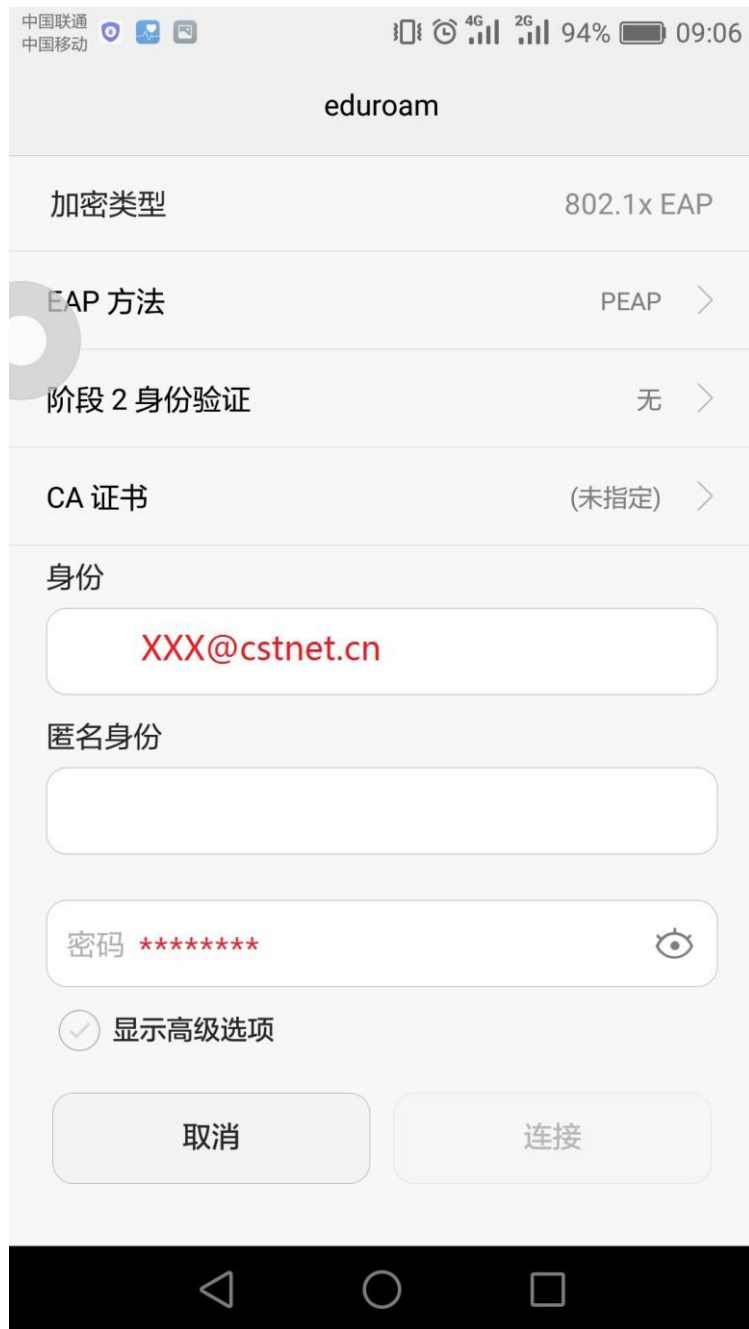 中国联通
中国移动
4G 2G 94% 09:06
eduroam
加密类型 802.1x EAP
EAP 方法 PEAP
阶段 2 身份验证 无
CA 证书 (未指定)
身份
XXX@cstnet.cn
匿名身份
密码 ********
显示高级选项
取消 连接